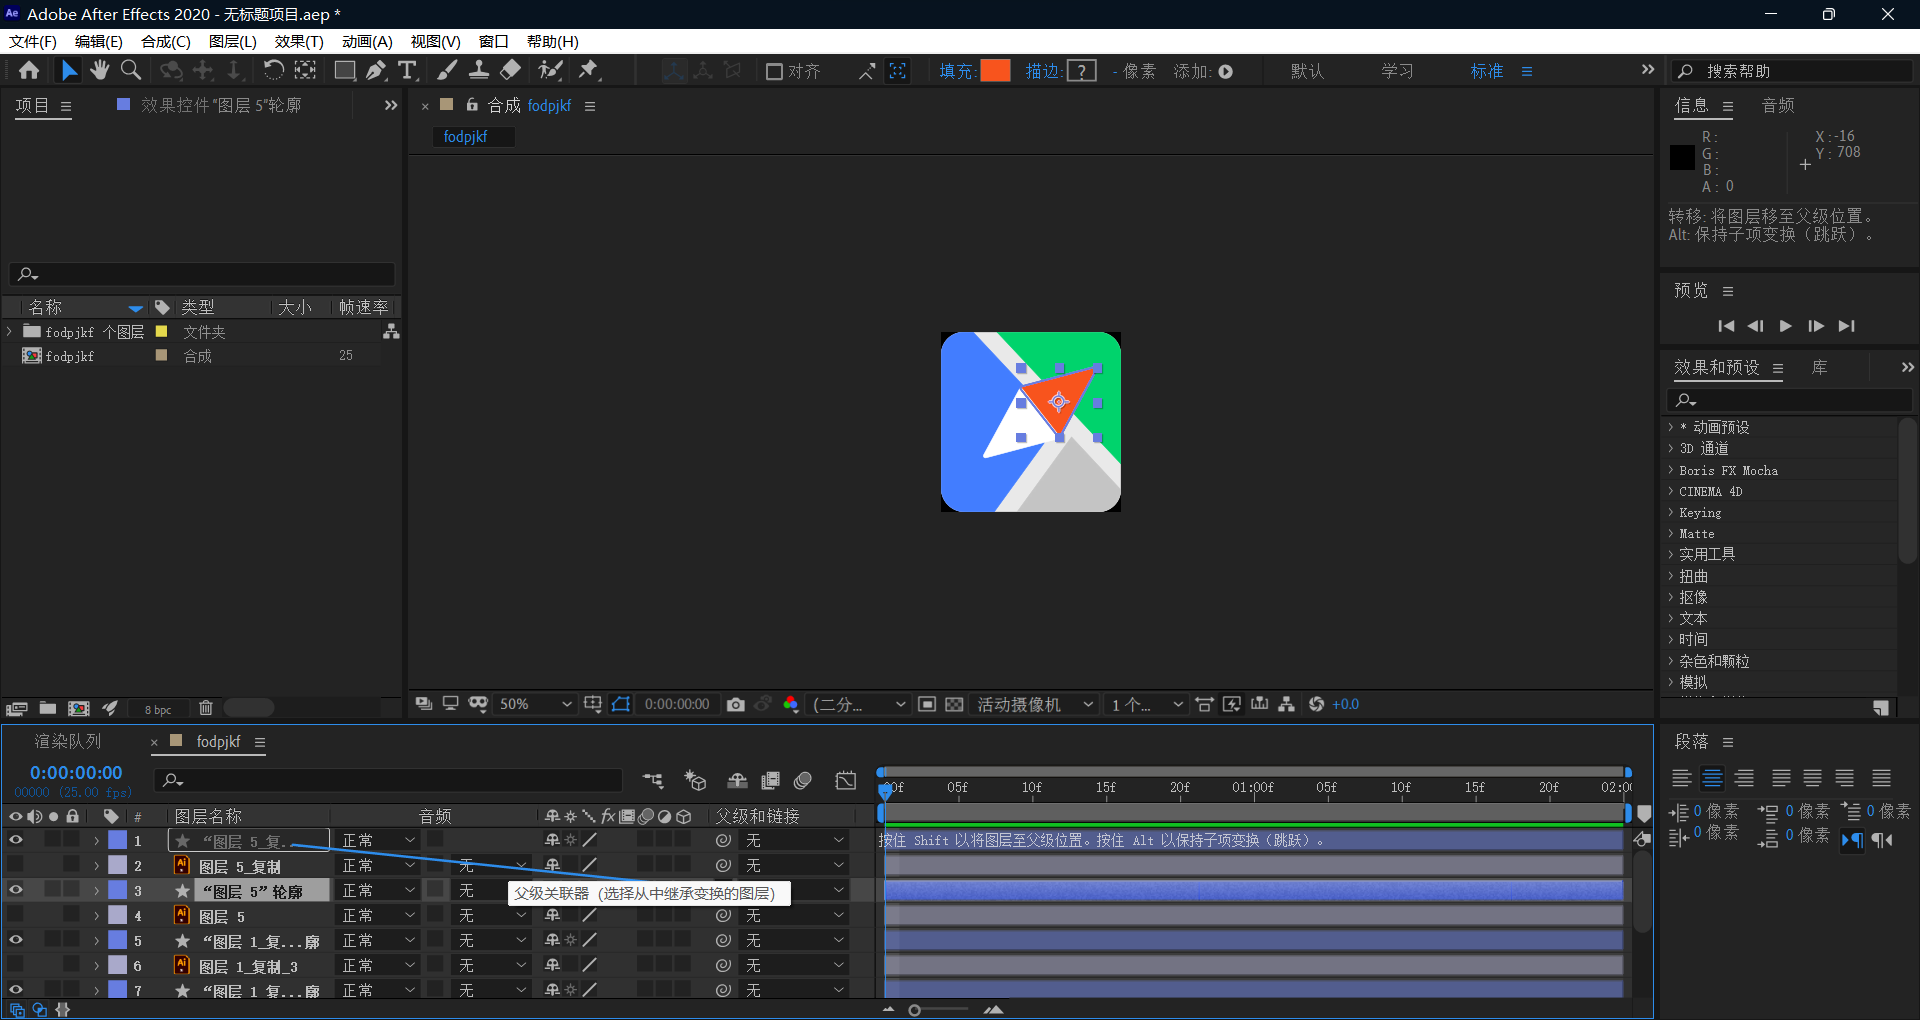 Ae Adobe After Effects 2020 - 无标题项目.aep *
文件(F) 编辑(E) 合成(C) 图层(L) 效果(T) 动画(A) 视图(V) 窗口 帮助(H)
对齐 填充: 描边: ? - 像素 添加: 默认 学习 标准 搜索帮助
项目 效果控件 "图层 5"轮廓
合成 fodpjkf
fodpjkf
信息 音频
R :
G :
B :
A : 0
X : -16
Y : 708
转移: 将图层移至父级位置。
Alt: 保持子项变换（跳跃）。
名称 类型 大小 帧速率
fodpjkf 个图层 文件夹
fodpjkf 合成 25
预览
效果和预设 库
* 动画预设
3D 通道
Boris FX Mocha
CINEMA 4D
Keying
Matte
实用工具
扭曲
抠像
文本
时间
杂色和颗粒
模拟
8 bpc
50% 0:00:00:00 (二分... 活动摄像机 1 个... +0.0
渲染队列 fodpjkf
0:00:00:00
00000 (25.00 fps)
00f 05f 10f 15f 20f 01:00f 05f 10f 15f 20f 02:00
# 图层名称 音频 fx 父级和链接
1 "图层 5_复... 正常 无
按住 Shift 以将图层至父级位置。按住 Alt 以保持子项变换（跳跃）。
2 Ai 图层 5_复制 无 无
3 "图层 5"轮廓 正常 无
父级关联器（选择从中继承变换的图层）
4 Ai 图层 5 正常 无 无
5 "图层 1_复...廓 正常 无 无
6 Ai 图层 1_复制_3 正常 无 无
7 "图层 1 复...廓 正常 无 无
段落
0 像素 0 像素 0 像素
0 像素 0 像素